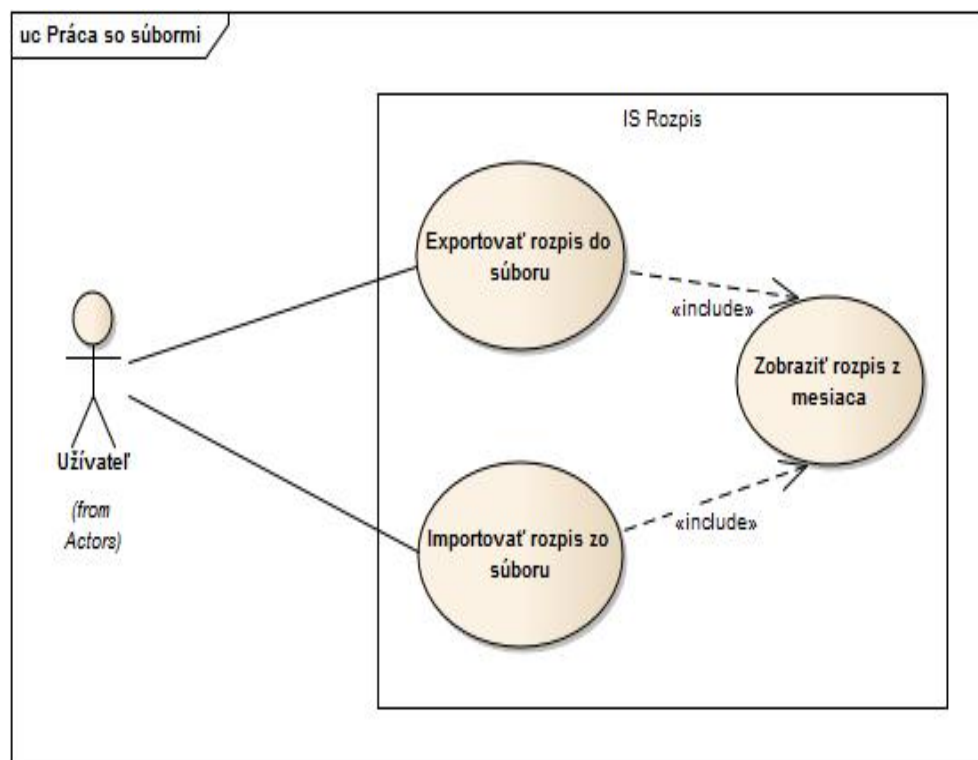 uc Práca so súbormi
IS Rozpis
Exportovať rozpis do
súboru
«include»
Zobraziť rozpis z
mesiaca
Užívateľ
(from
Actors)
«include»
Importovať rozpis zo
súboru